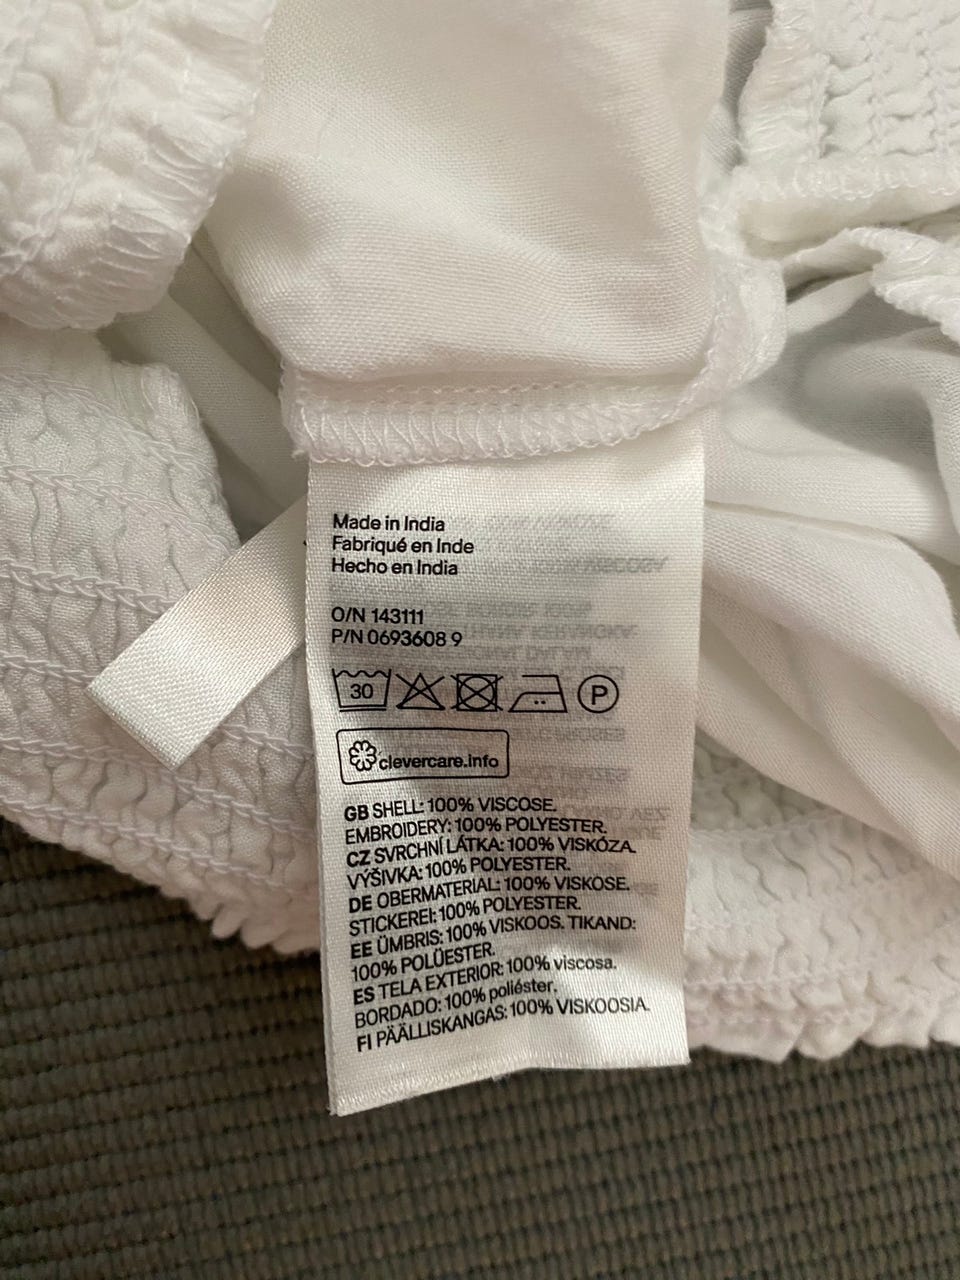 Made in India
Fabriqué en Inde
Hecho en India
O/N 143111
P/N 0693608 9
30 P
clevercare.info
GB SHELL: 100% VISCOSE.
EMBROIDERY: 100% POLYESTER.
CZ SVRCHNÍ LÁTKA: 100% VISKÓZA.
VÝŠIVKA: 100% POLYESTER.
DE OBERMATERIAL: 100% VISKOSE.
STICKEREI: 100% POLYESTER.
EE ÜMBRIS: 100% VISKOOS. TIKAND:
100% POLÜESTER.
ES TELA EXTERIOR: 100% viscosa.
BORDADO: 100% poliéster.
FI PÄÄLLISKANGAS: 100% VISKOOSIA.